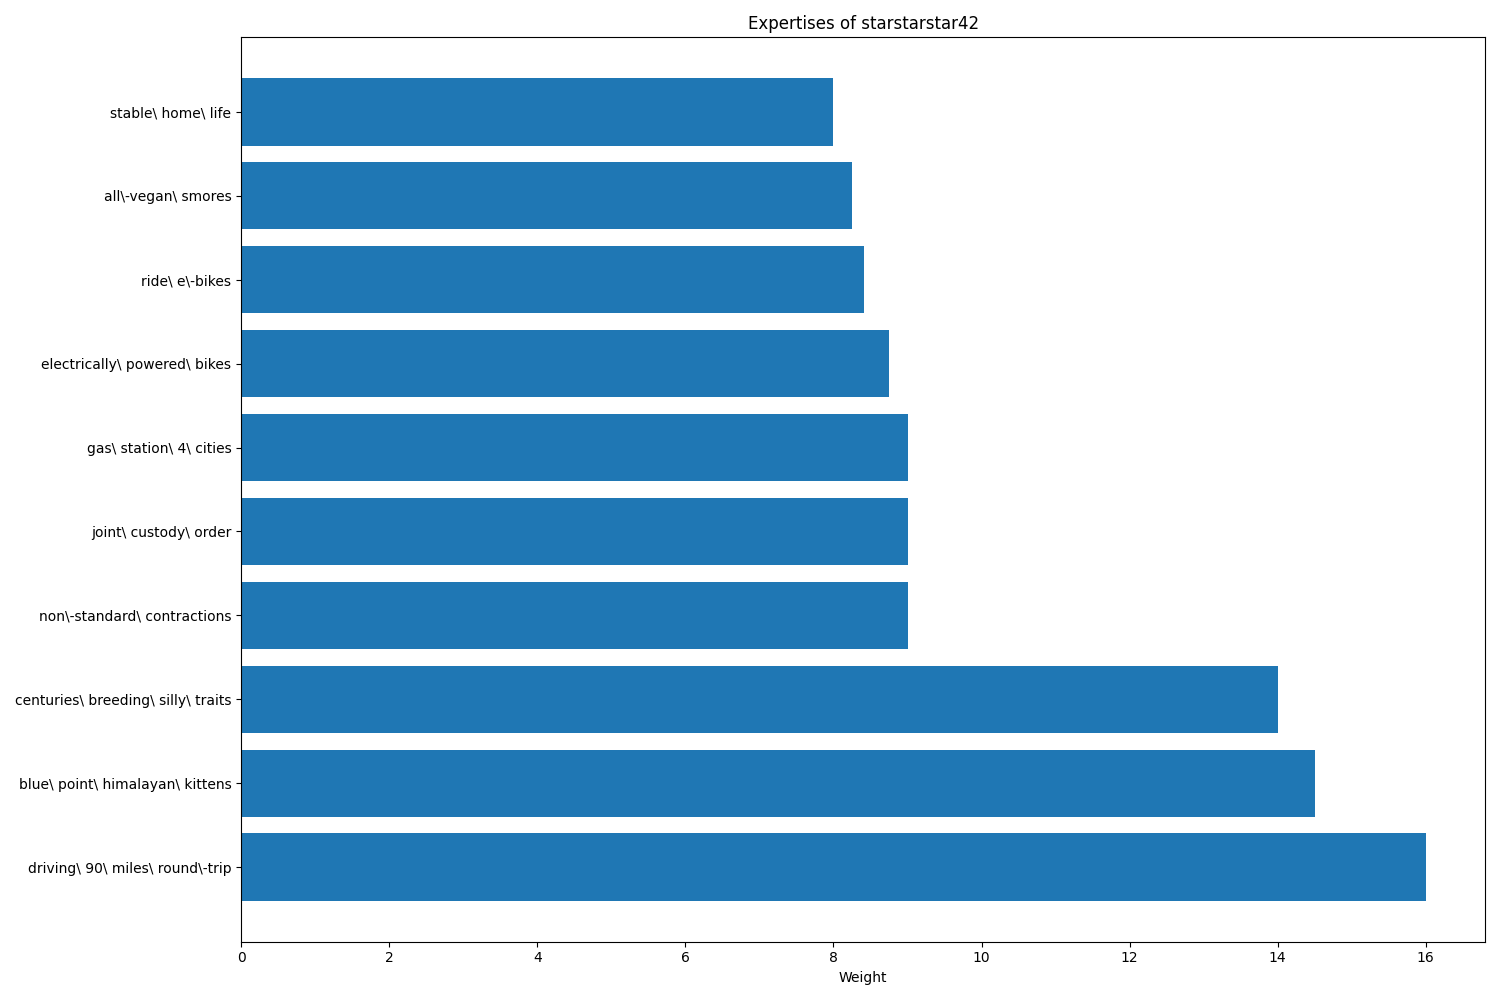 Expertises of starstarstar42
stable\ home\ life
all\-vegan\ smores
ride\ e\-bikes
electrically\ powered\ bikes
gas\ station\ 4\ cities
joint\ custody\ order
non\-standard\ contractions
centuries\ breeding\ silly\ traits
blue\ point\ himalayan\ kittens
driving\ 90\ miles\ round\-trip
0 2 4 6 8 10 12 14 16
Weight